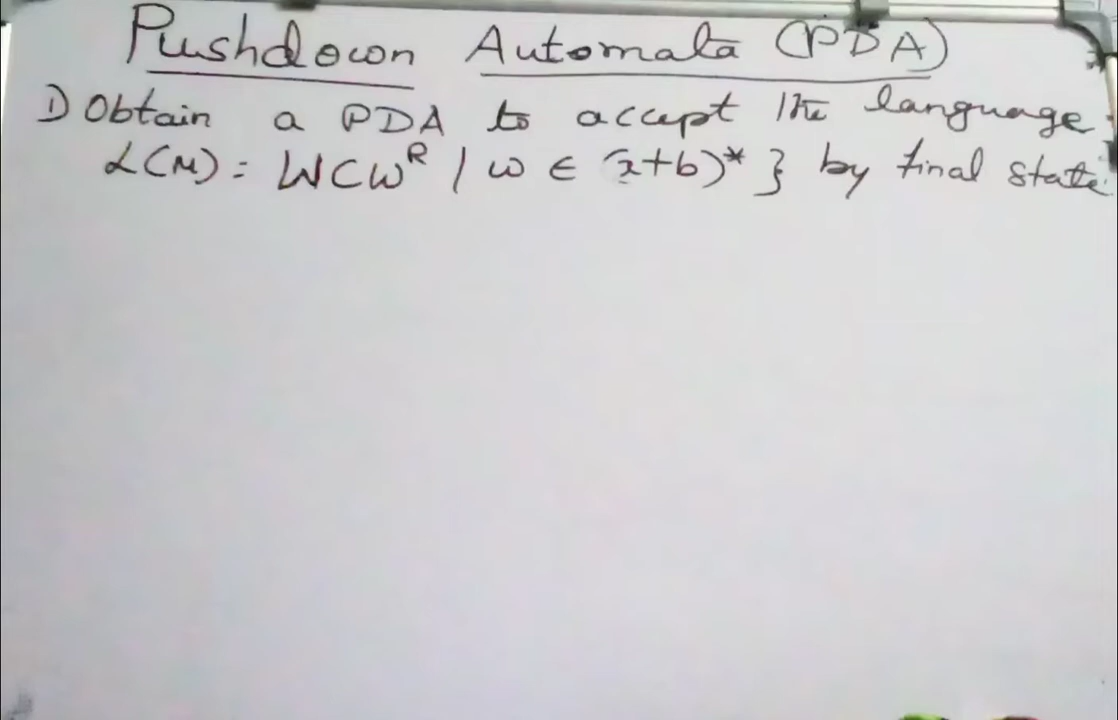 Pushdown Automata (PDA)
1) Obtain a PDA to accept the language
L(M) = WCW^R / w ∈ (a+b)* } by final state.